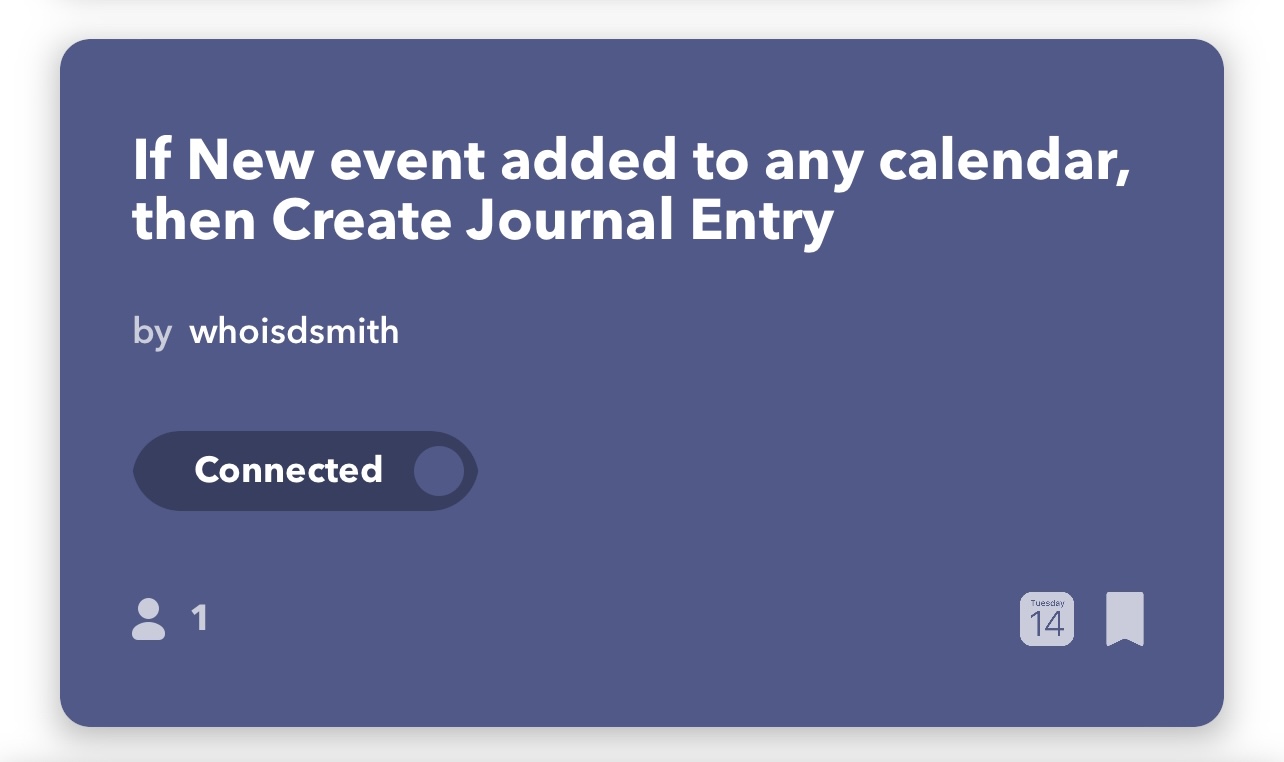 If New event added to any calendar,
then Create Journal Entry
by whoisdsmith
Connected
1
Tuesday
14